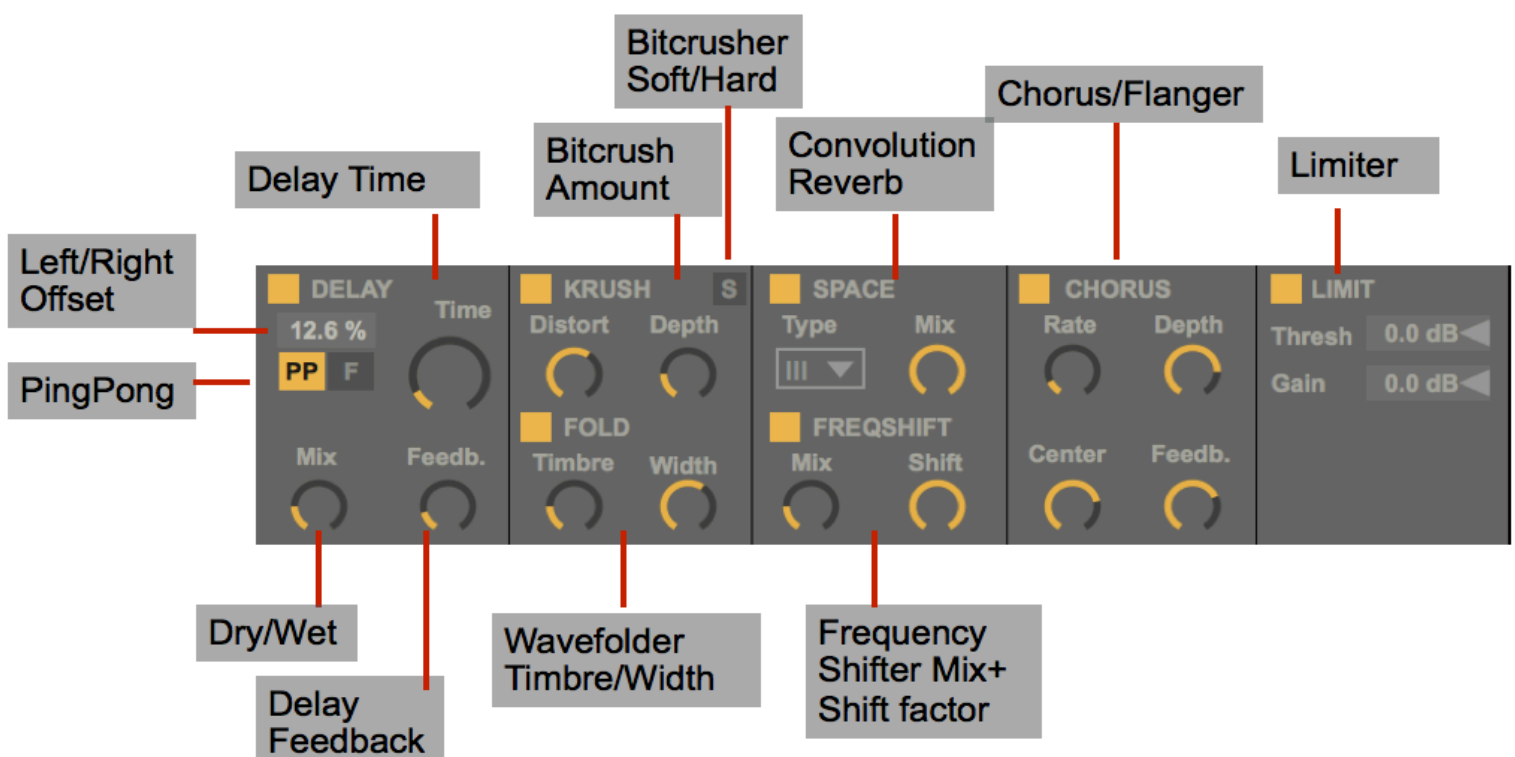 Bitcrusher
Soft/Hard
Chorus/Flanger
Convolution
Reverb
Bitcrush
Amount
Limiter
Delay Time
Left/Right
Offset
PingPong
DELAY
Time
12.6 %
PP F
Mix Feedb.
KRUSH S
Distort Depth
FOLD
Timbre Width
SPACE
Type Mix
III
FREQSHIFT
Mix Shift
CHORUS
Rate Depth
Center Feedb.
LIMIT
Thresh 0.0 dB
Gain 0.0 dB
Dry/Wet
Delay
Feedback
Wavefolder
Timbre/Width
Frequency
Shifter Mix+
Shift factor